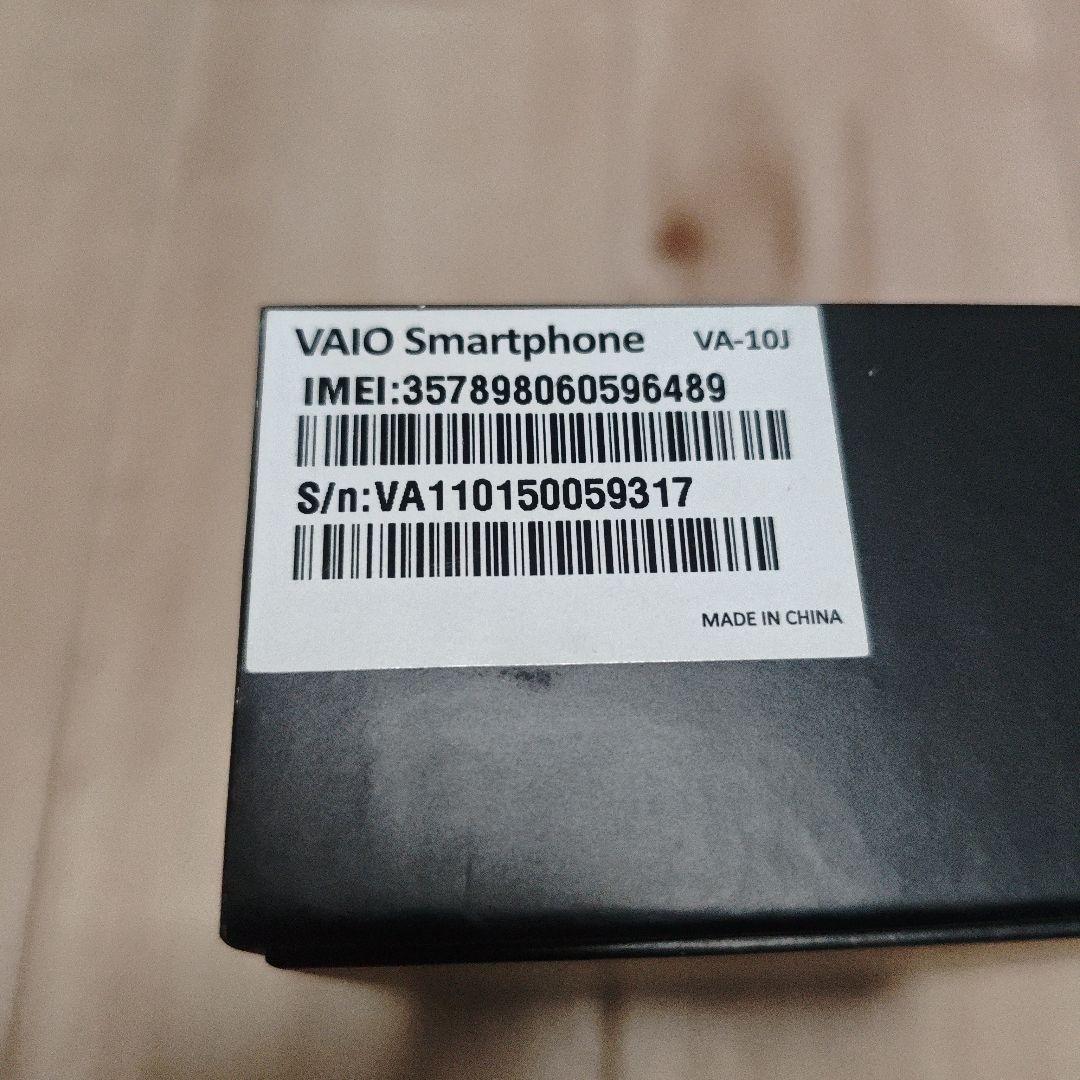 VAIO Smartphone VA-10J
IMEI:357898060596489
S/n:VA110150059317
MADE IN CHINA